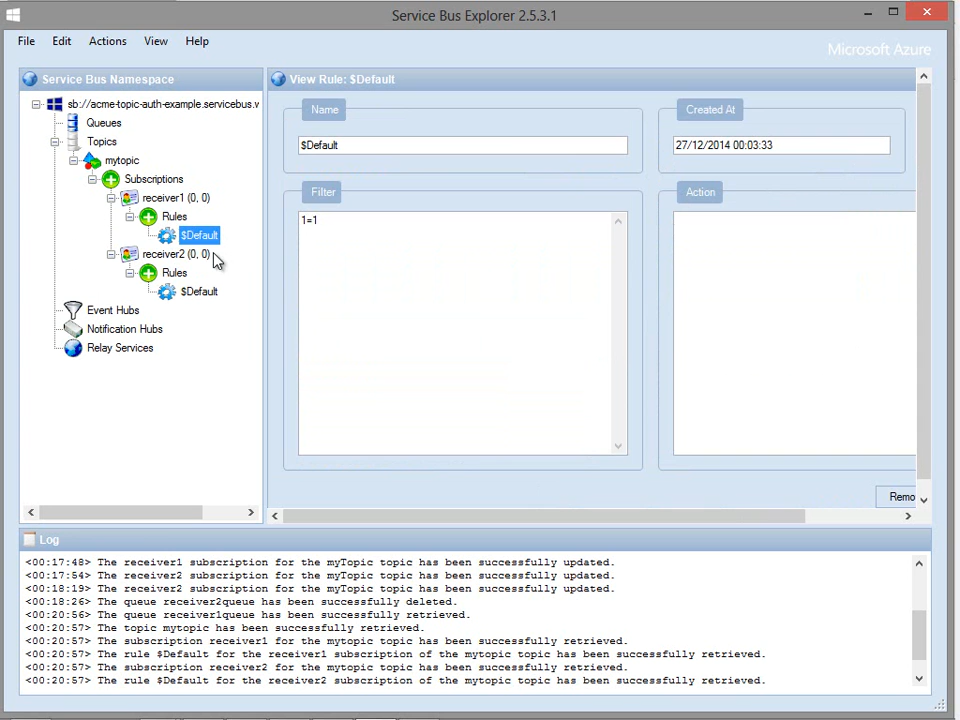 Service Bus Explorer 2.5.3.1
File Edit Actions View Help
Microsoft Azure
Service Bus Namespace
sb://acme-topic-auth-example.servicebus.w
Queues
Topics
mytopic
Subscriptions
receiver1 (0, 0)
Rules
$Default
receiver2 (0, 0)
Rules
$Default
Event Hubs
Notification Hubs
Relay Services
View Rule: $Default
Name
$Default
Created At
27/12/2014 00:03:33
Filter
1=1
Action
Remo
Log
<00:17:48> The receiver1 subscription for the myTopic topic has been successfully updated.
<00:17:54> The receiver2 subscription for the myTopic topic has been successfully updated.
<00:18:19> The receiver2 subscription for the myTopic topic has been successfully updated.
<00:18:26> The queue receiver2queue has been successfully deleted.
<00:20:56> The queue receiver1queue has been successfully retrieved.
<00:20:57> The topic mytopic has been successfully retrieved.
<00:20:57> The subscription receiver1 for the mytopic topic has been successfully retrieved.
<00:20:57> The rule $Default for the receiver1 subscription of the mytopic topic has been successfully retrieved.
<00:20:57> The subscription receiver2 for the mytopic topic has been successfully retrieved.
<00:20:57> The rule $Default for the receiver2 subscription of the mytopic topic has been successfully retrieved.